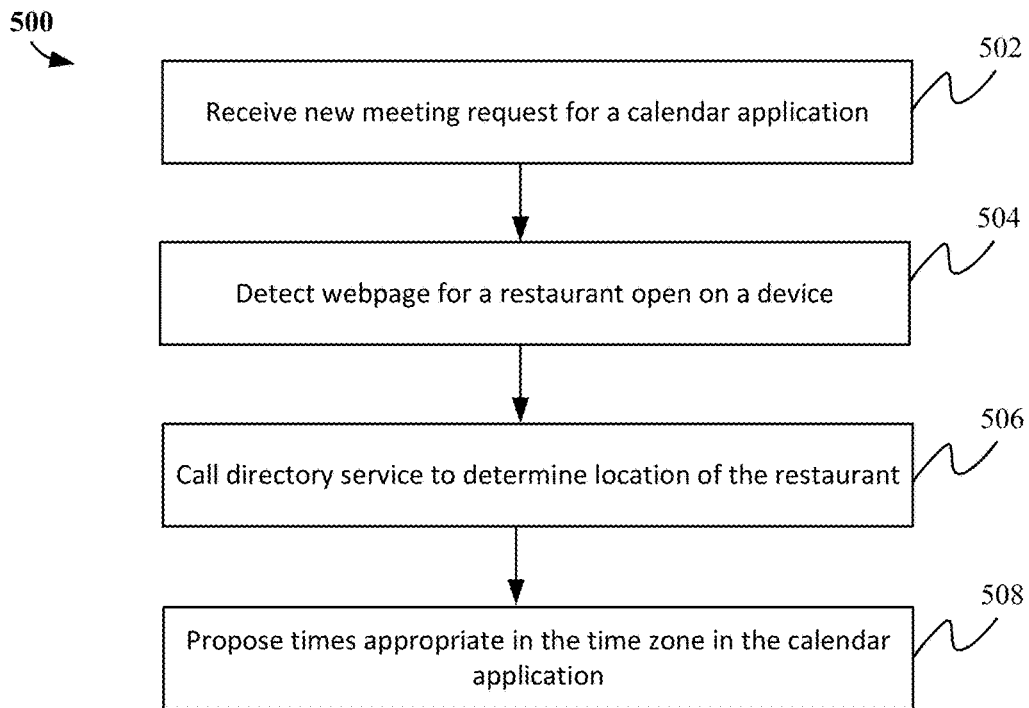 500
502
Receive new meeting request for a calendar application
504
Detect webpage for a restaurant open on a device
506
Call directory service to determine location of the restaurant
508
Propose times appropriate in the time zone in the calendar
application